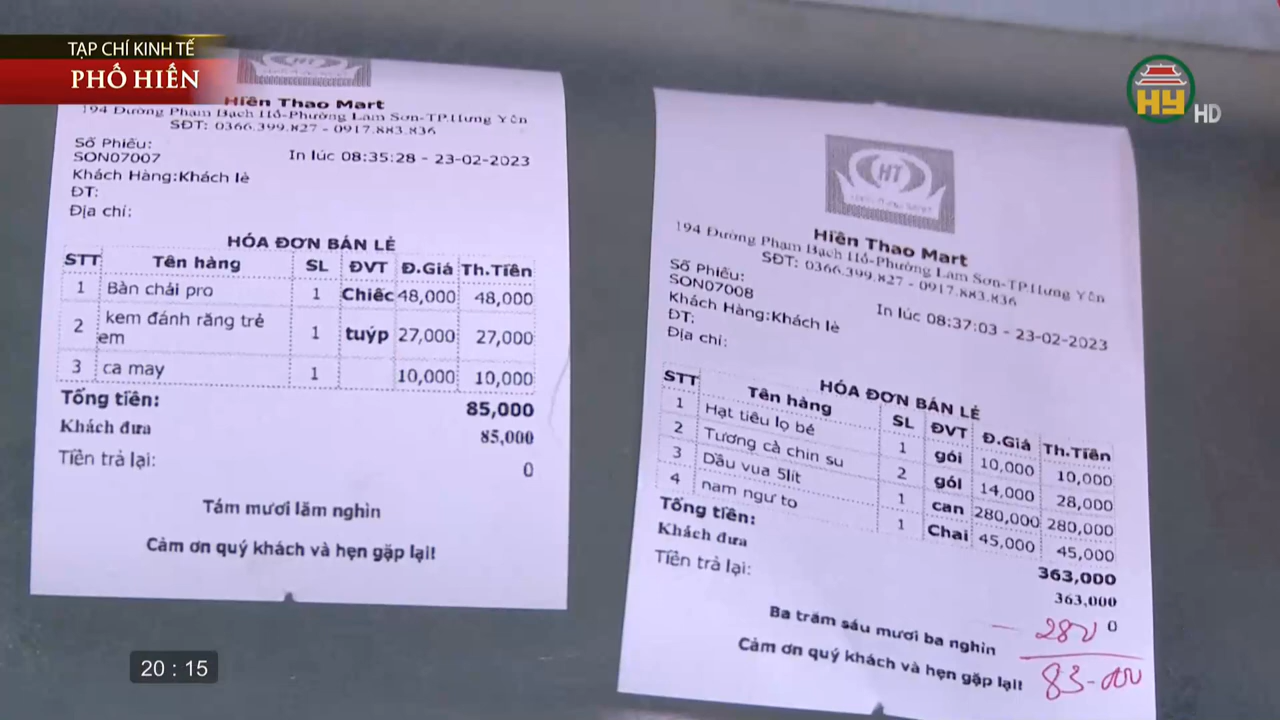 TẠP CHÍ KINH TẾ
PHỐ HIẾN
HY HD
Hiên Thao Mart
194 Đường Phạm Bạch Hổ-Phường Lam Sơn-TP.Hưng Yên
SĐT: 0366.399.827 - 0917.883.836
Số Phiếu:
SON07007
In lúc 08:35:28 - 23-02-2023
Khách Hàng:Khách lẻ
ĐT:
Địa chỉ:
HÓA ĐƠN BÁN LẺ
STT Tên hàng SL ĐVT Đ.Giá Th.Tiền
1 Bàn chải pro 1 Chiếc 48,000 48,000
2 kem đánh răng trẻ em 1 tuýp 27,000 27,000
3 ca may 1 10,000 10,000
Tổng tiền: 85,000
Khách đưa 85,000
Tiền trả lại: 0
Tám mươi lăm nghìn
Cảm ơn quý khách và hẹn gặp lại!
HT
Hiên Thao Mart
194 Đường Phạm Bạch Hổ-Phường Lam Sơn-TP.Hưng Yên
SĐT: 0366.399.827 - 0917.883.836
Số Phiếu:
SON07008
In lúc 08:37:03 - 23-02-2023
Khách Hàng:Khách lẻ
ĐT:
Địa chỉ:
HÓA ĐƠN BÁN LẺ
STT Tên hàng SL ĐVT Đ.Giá Th.Tiền
1 Hạt tiêu lọ bé 1 gói 10,000 10,000
2 Tương cà chin su 2 gói 14,000 28,000
3 Dầu vua 5lít 1 can 280,000 280,000
4 nam ngư to 1 Chai 45,000 45,000
Tổng tiền: 363,000
Khách đưa 363,000
Tiền trả lại: 0
Ba trăm sáu mươi ba nghìn
- 280
Cảm ơn quý khách và hẹn gặp lại!
83-000
20 : 15